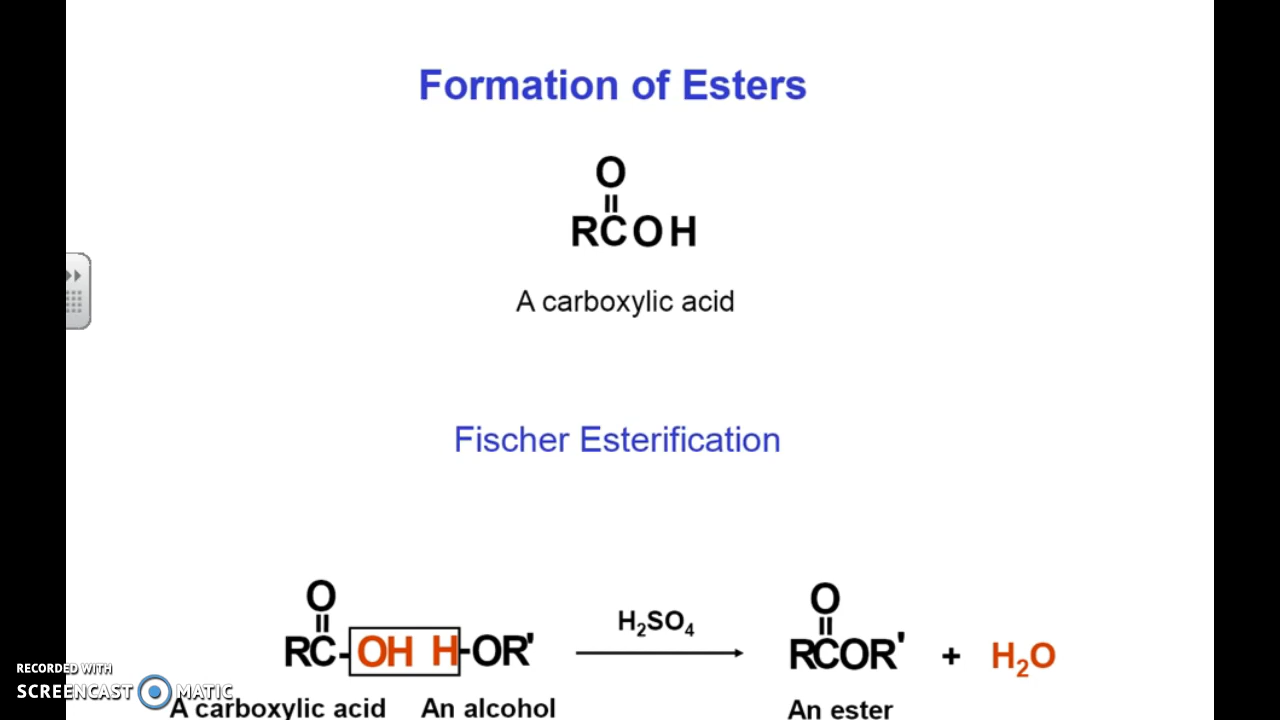 Formation of Esters
O
RCOH
A carboxylic acid
Fischer Esterification
O
RC-OH H-OR'
H₂SO₄
O
RCOR' + H₂O
A carboxylic acid An alcohol An ester
RECORDED WITH
SCREENCAST MATIC